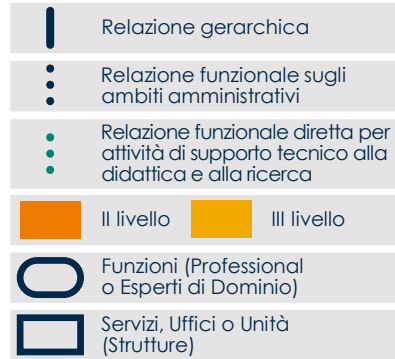 Relazione gerarchica
Relazione funzionale sugli
ambiti amministrativi
Relazione funzionale diretta per
attività di supporto tecnico alla
didattica e alla ricerca
II livello
III livello
Funzioni (Professional
o Esperti di Dominio)
Servizi, Uffici o Unità
(Strutture)